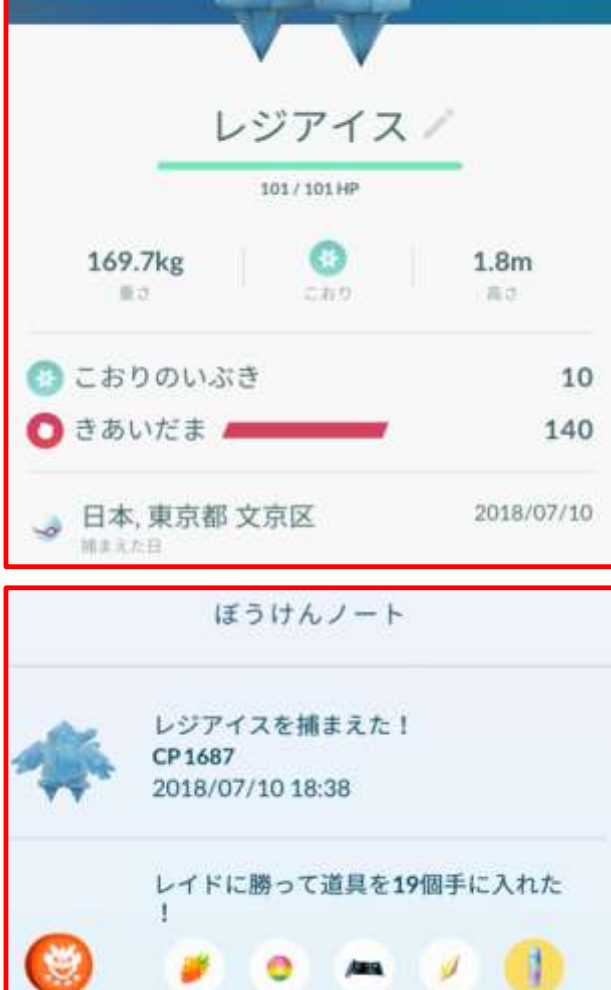 レジアイス
101 / 101 HP
169.7kg
1.8m
重さ
こおり
高さ
こおりのいぶき 10
きあいだま 140
日本, 東京都 文京区 2018/07/10
捕まえた日
ぼうけんノート
レジアイスを捕まえた！
CP 1687
2018/07/10 18:38
レイドに勝って道具を19個手に入れた
！